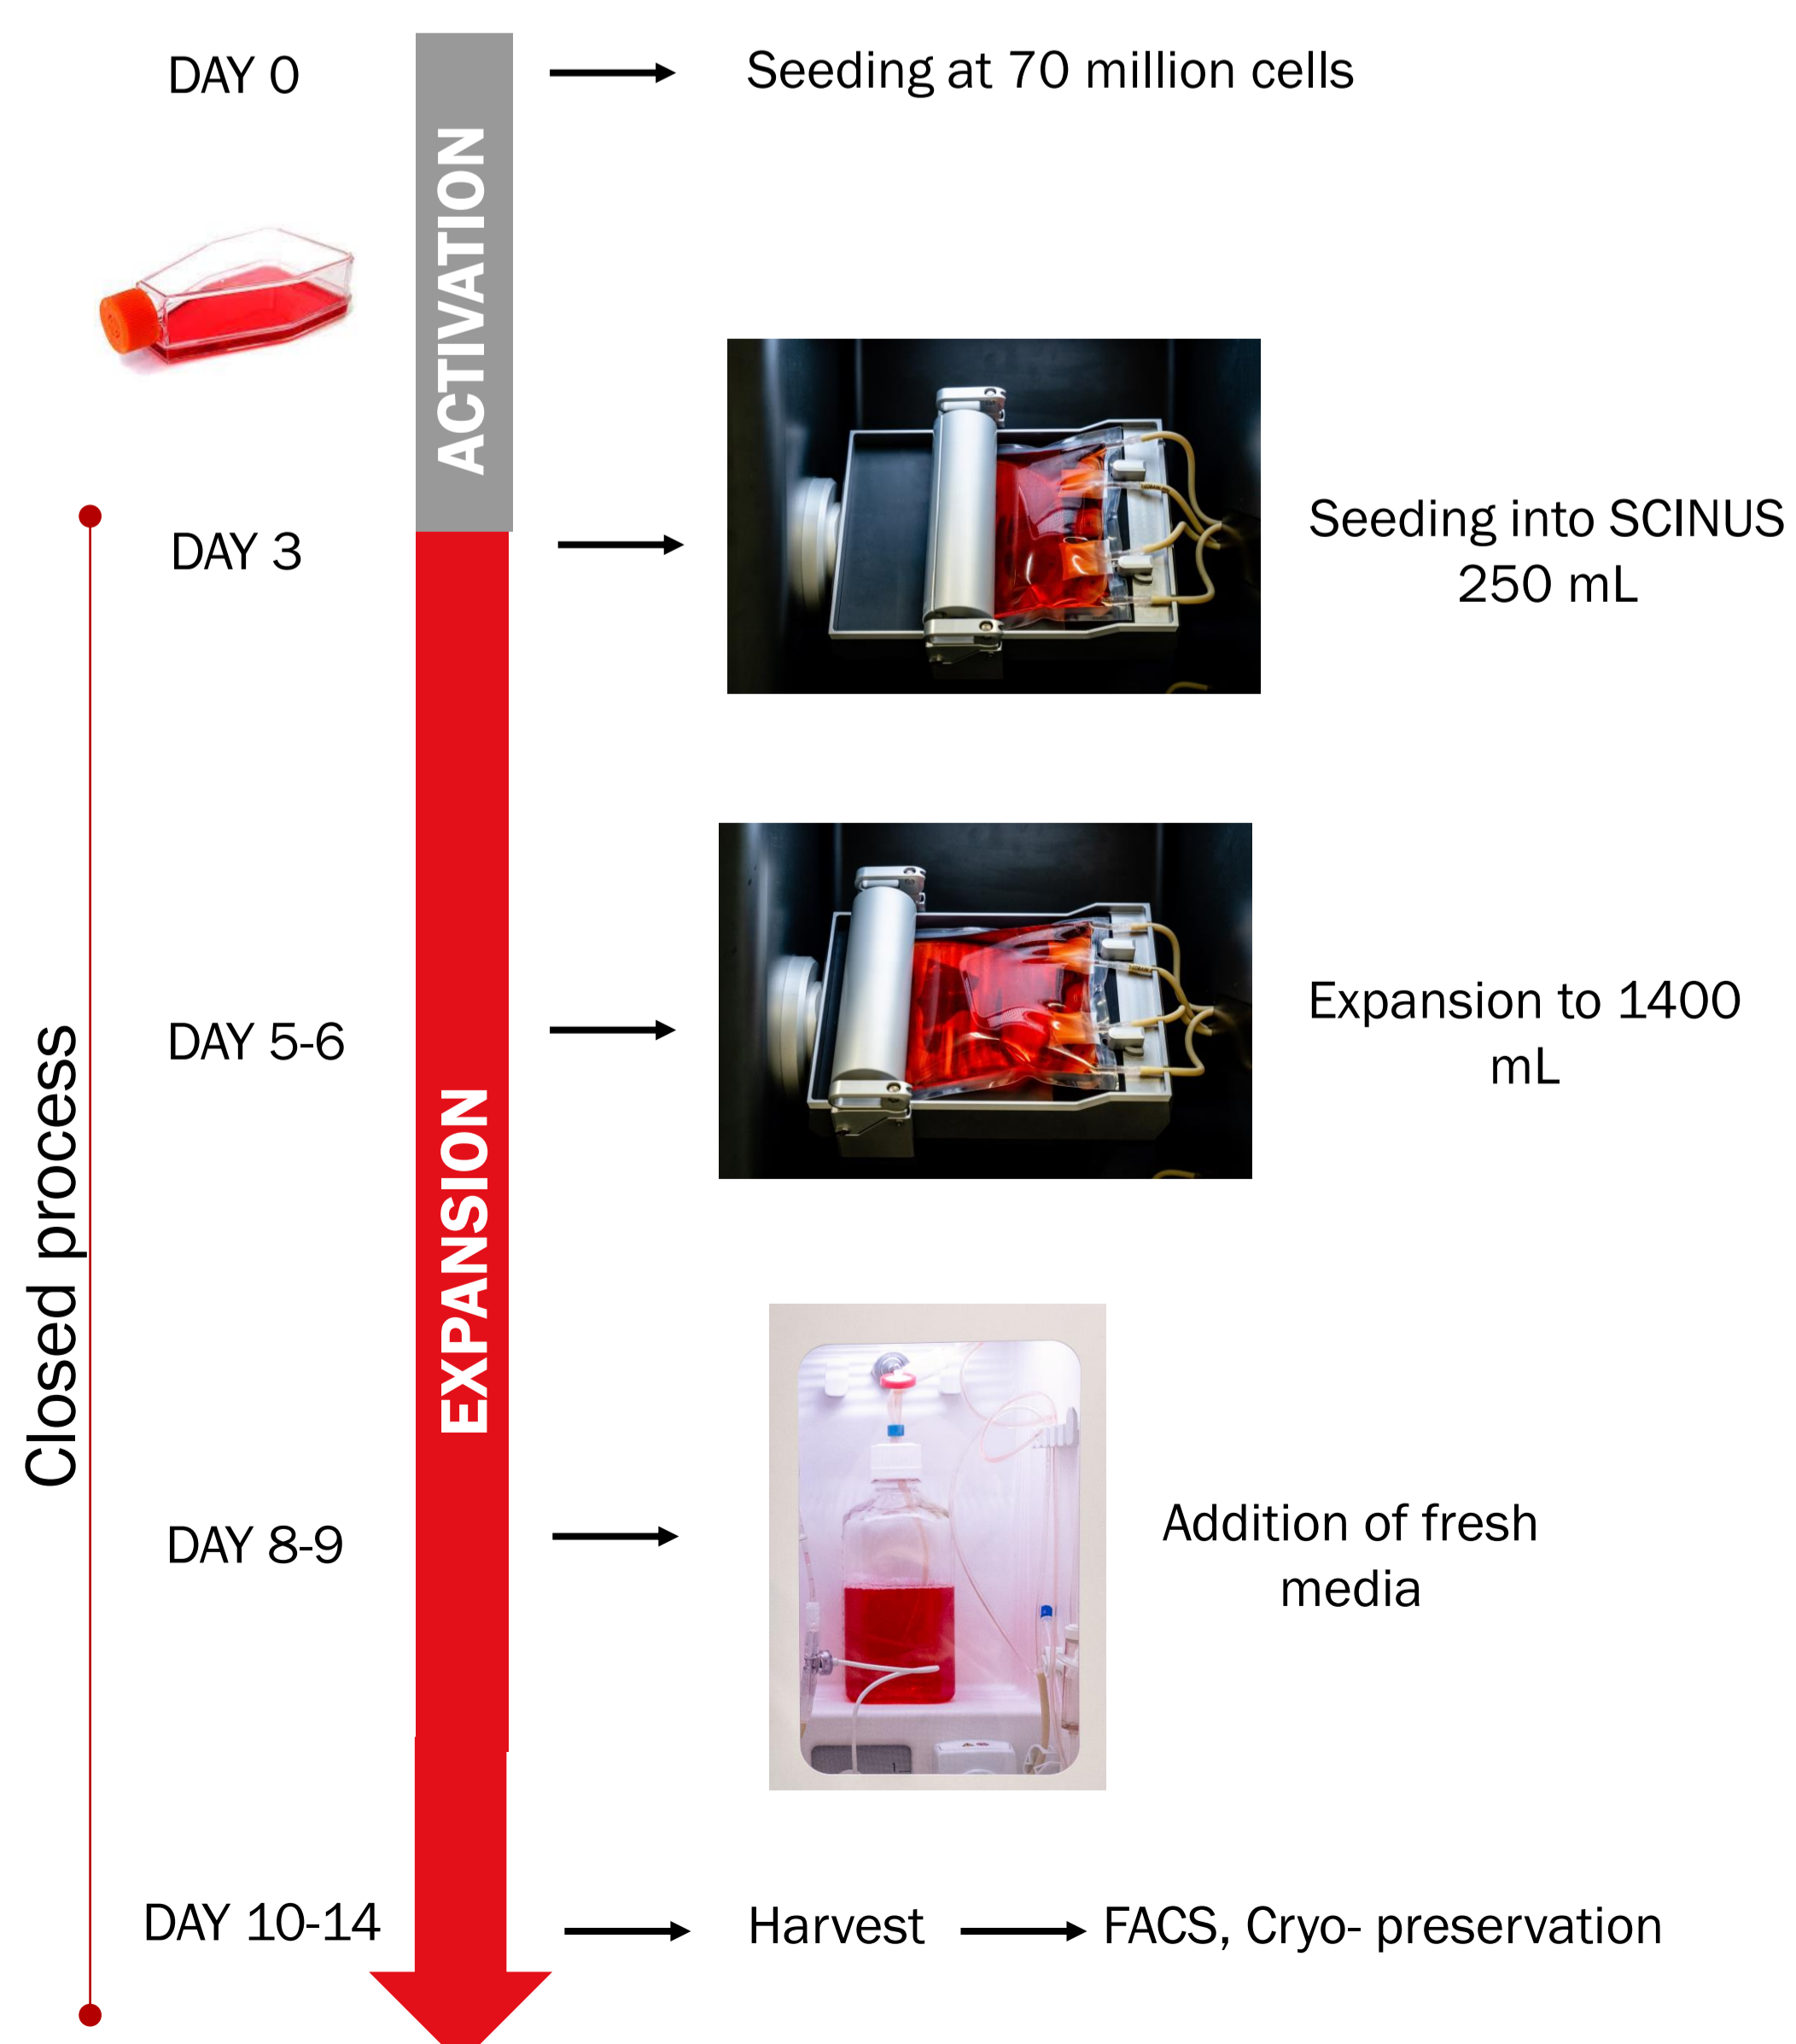 DAY 0
Seeding at 70 million cells
ACTIVATION
DAY 3
Seeding into SCINUS
250 mL
DAY 5-6
Expansion to 1400
mL
Closed process
EXPANSION
DAY 8-9
Addition of fresh
media
DAY 10-14
Harvest
FACS, Cryo- preservation